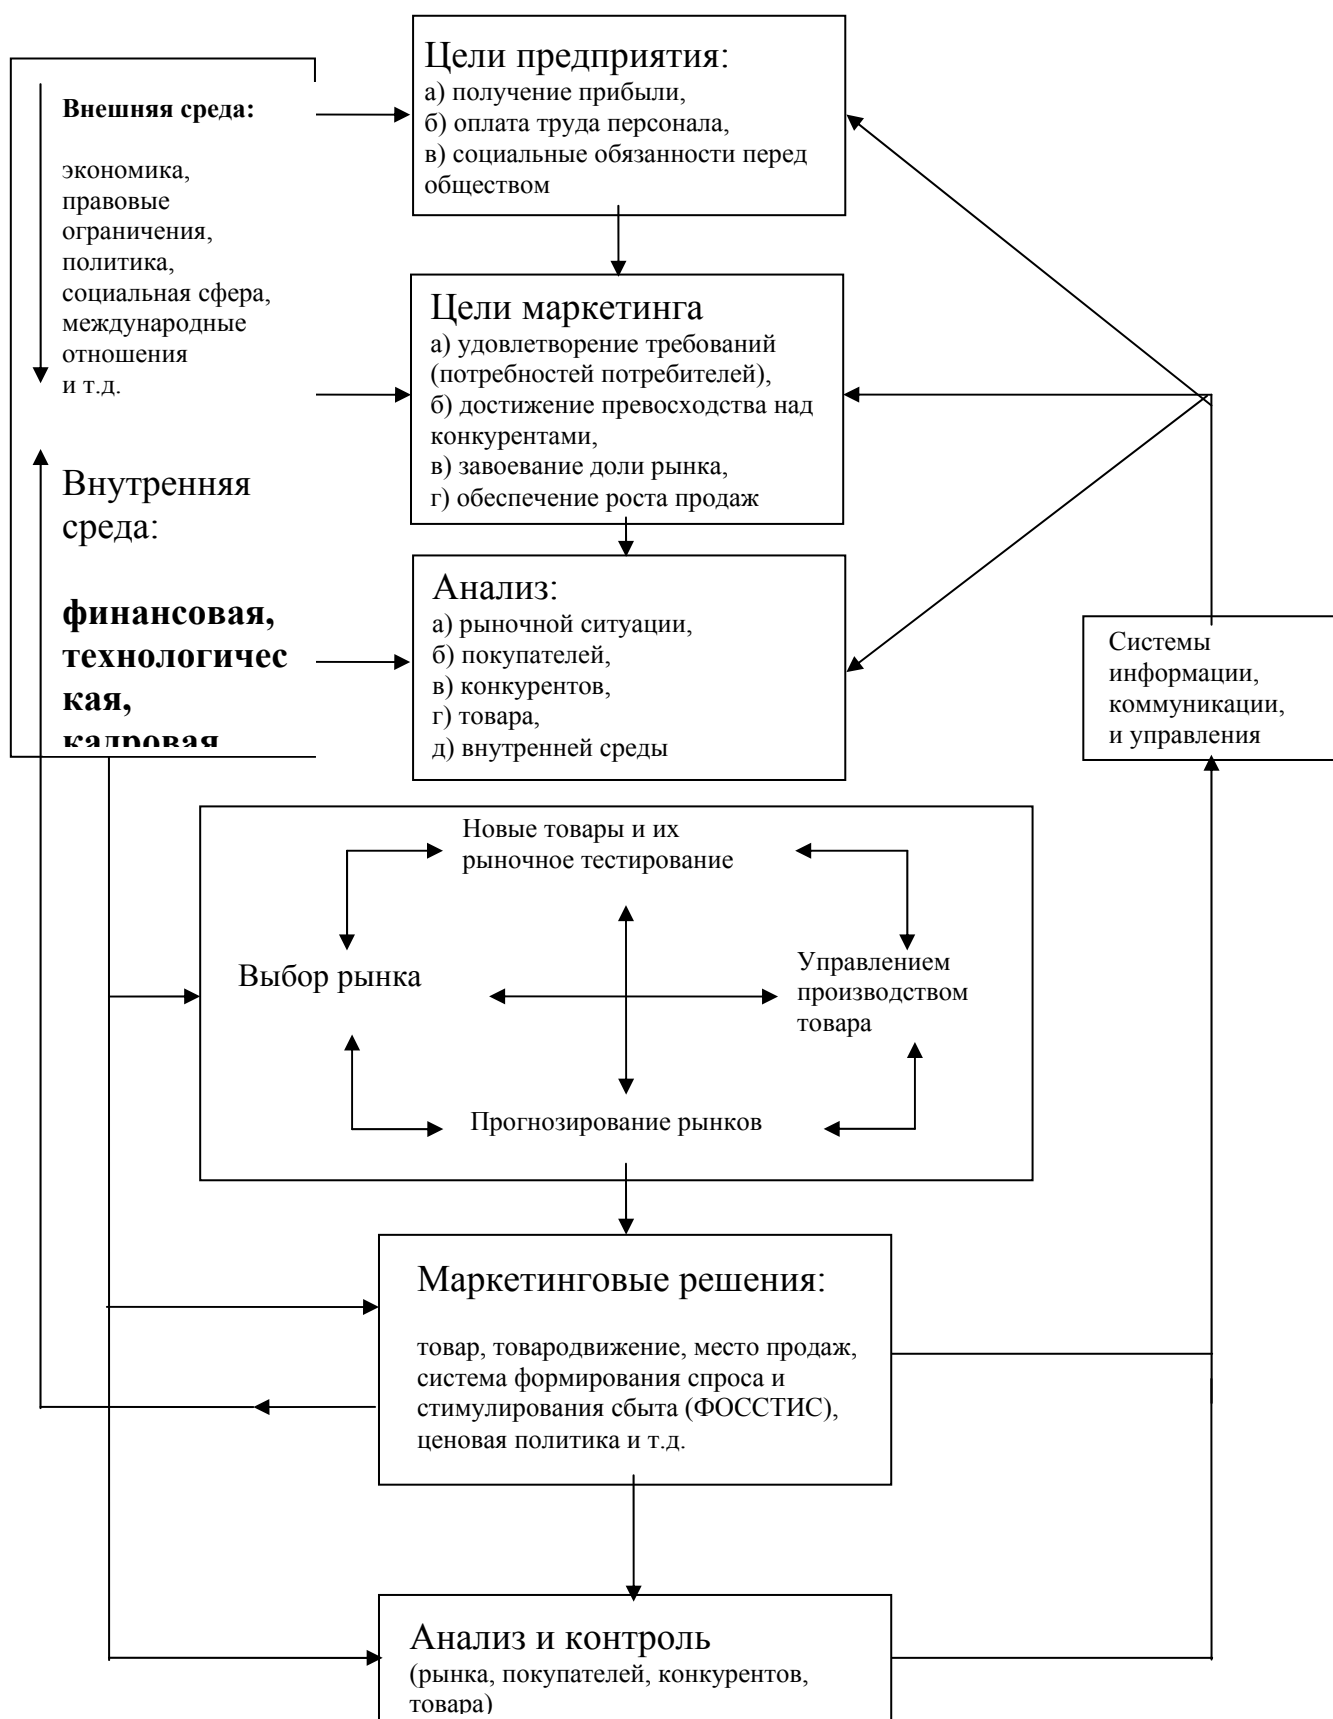 Цели предприятия:
а) получение прибыли,
б) оплата труда персонала,
в) социальные обязанности перед
обществом
Внешняя среда:
экономика,
правовые
ограничения,
политика,
социальная сфера,
международные
отношения
и т.д.
Внутренняя
среда:
финансовая,
технологичес
кая,
кадровая
Цели маркетинга
а) удовлетворение требований
(потребностей потребителей),
б) достижение превосходства над
конкурентами,
в) завоевание доли рынка,
г) обеспечение роста продаж
Анализ:
а) рыночной ситуации,
б) покупателей,
в) конкурентов,
г) товара,
д) внутренней среды
Системы
информации,
коммуникации,
и управления
Новые товары и их
рыночное тестирование
Выбор рынка
Управлением
производством
товара
Прогнозирование рынков
Маркетинговые решения:
товар, товародвижение, место продаж,
система формирования спроса и
стимулирования сбыта (ФОССТИС),
ценовая политика и т.д.
Анализ и контроль
(рынка, покупателей, конкурентов,
товара)